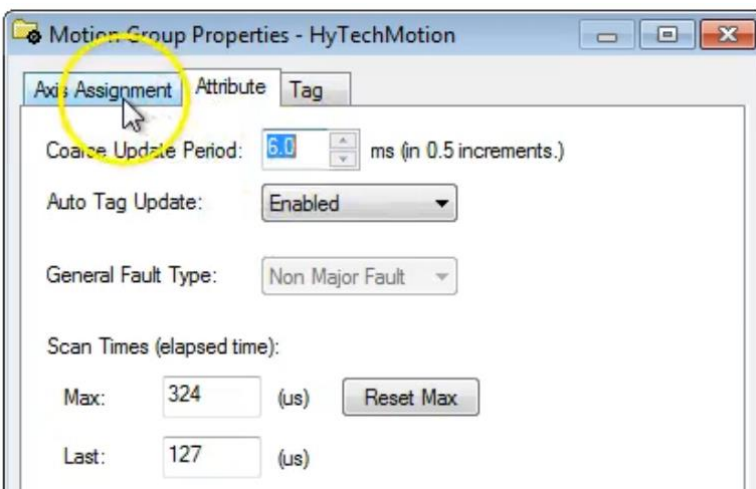 Motion Group Properties - HyTechMotion
Axis Assignment Attribute Tag
Coarse Update Period: 6.0 ms (in 0.5 increments.)
Auto Tag Update: Enabled
General Fault Type: Non Major Fault
Scan Times (elapsed time):
Max: 324 (us) Reset Max
Last: 127 (us)